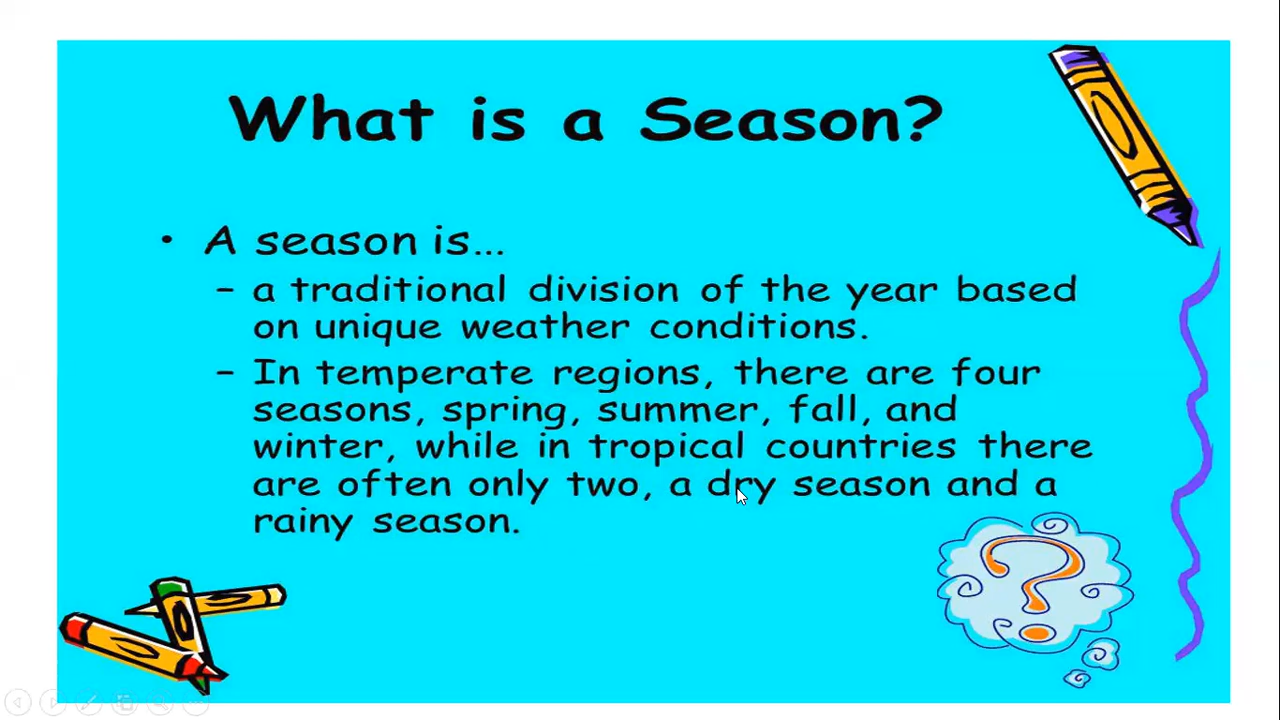 What is a Season?
• A season is...
– a traditional division of the year based
on unique weather conditions.
– In temperate regions, there are four
seasons, spring, summer, fall, and
winter, while in tropical countries there
are often only two, a dry season and a
rainy season.